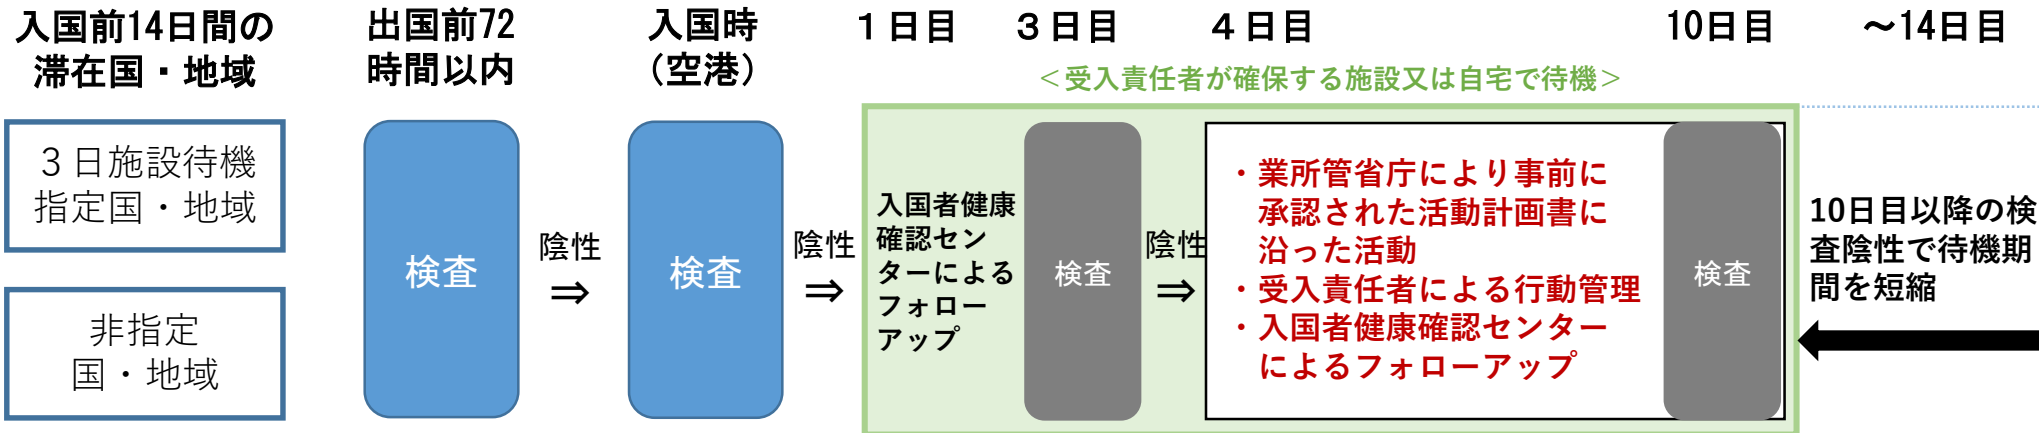 入国前14日間の
滞在国・地域
出国前72
時間以内
入国時
（空港）
１日目
３日目
４日目
10日目
～14日目
＜受入責任者が確保する施設又は自宅で待機＞
３日施設待機
指定国・地域
非指定
国・地域
検査
陰性
⇒
検査
陰性
⇒
入国者健康
確認セン
ターによる
フォロー
アップ
検査
陰性
⇒
・業所管省庁により事前に
承認された活動計画書に
沿った活動
・受入責任者による行動管理
・入国者健康確認センター
によるフォローアップ
検査
10日目以降の検
査陰性で待機期
間を短縮